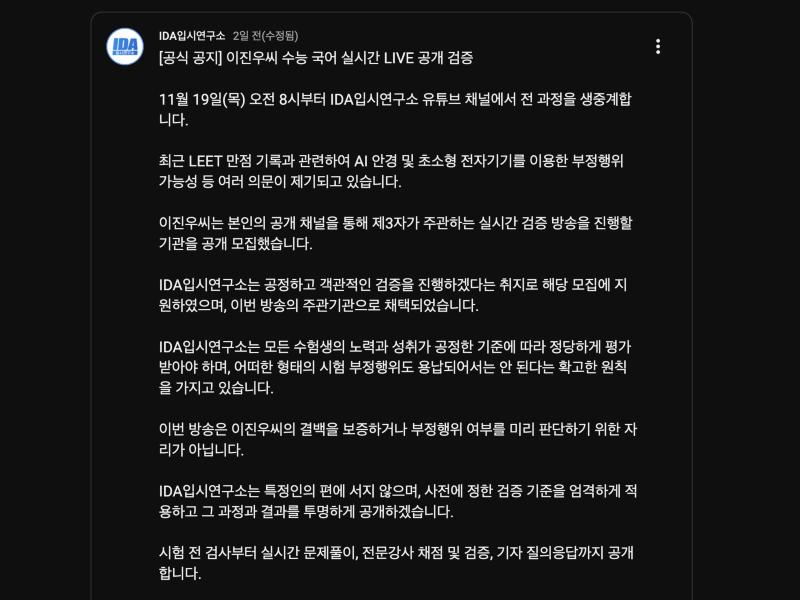 IDA
IDA입시연구소 2일 전(수정됨)
[공식 공지] 이진우씨 수능 국어 실시간 LIVE 공개 검증
11월 19일(목) 오전 8시부터 IDA입시연구소 유튜브 채널에서 전 과정을 생중계합
니다.
최근 LEET 만점 기록과 관련하여 AI 안경 및 초소형 전자기기를 이용한 부정행위
가능성 등 여러 의문이 제기되고 있습니다.
이진우씨는 본인의 공개 채널을 통해 제3자가 주관하는 실시간 검증 방송을 진행할
기관을 공개 모집했습니다.
IDA입시연구소는 공정하고 객관적인 검증을 진행하겠다는 취지로 해당 모집에 지
원하였으며, 이번 방송의 주관기관으로 채택되었습니다.
IDA입시연구소는 모든 수험생의 노력과 성취가 공정한 기준에 따라 정당하게 평가
받아야 하며, 어떠한 형태의 시험 부정행위도 용납되어서는 안 된다는 확고한 원칙
을 가지고 있습니다.
이번 방송은 이진우씨의 결백을 보증하거나 부정행위 여부를 미리 판단하기 위한 자
리가 아닙니다.
IDA입시연구소는 특정인의 편에 서지 않으며, 사전에 정한 검증 기준을 엄격하게 적
용하고 그 과정과 결과를 투명하게 공개하겠습니다.
시험 전 검사부터 실시간 문제풀이, 전문강사 채점 및 검증, 기자 질의응답까지 공개
합니다.